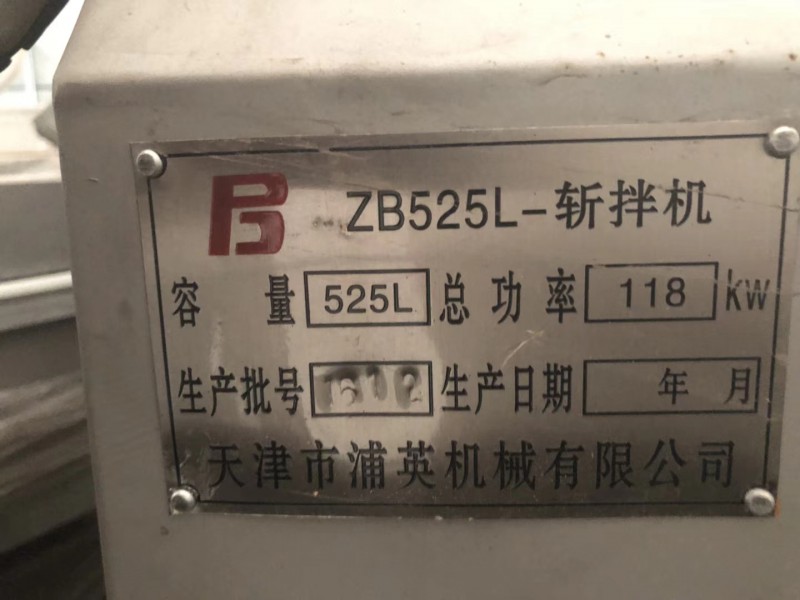 ZB525L-斩拌机
容 量 525L 总 功 率 118 kw
生产批号 生产日期 年 月
天津市浦英机械有限公司